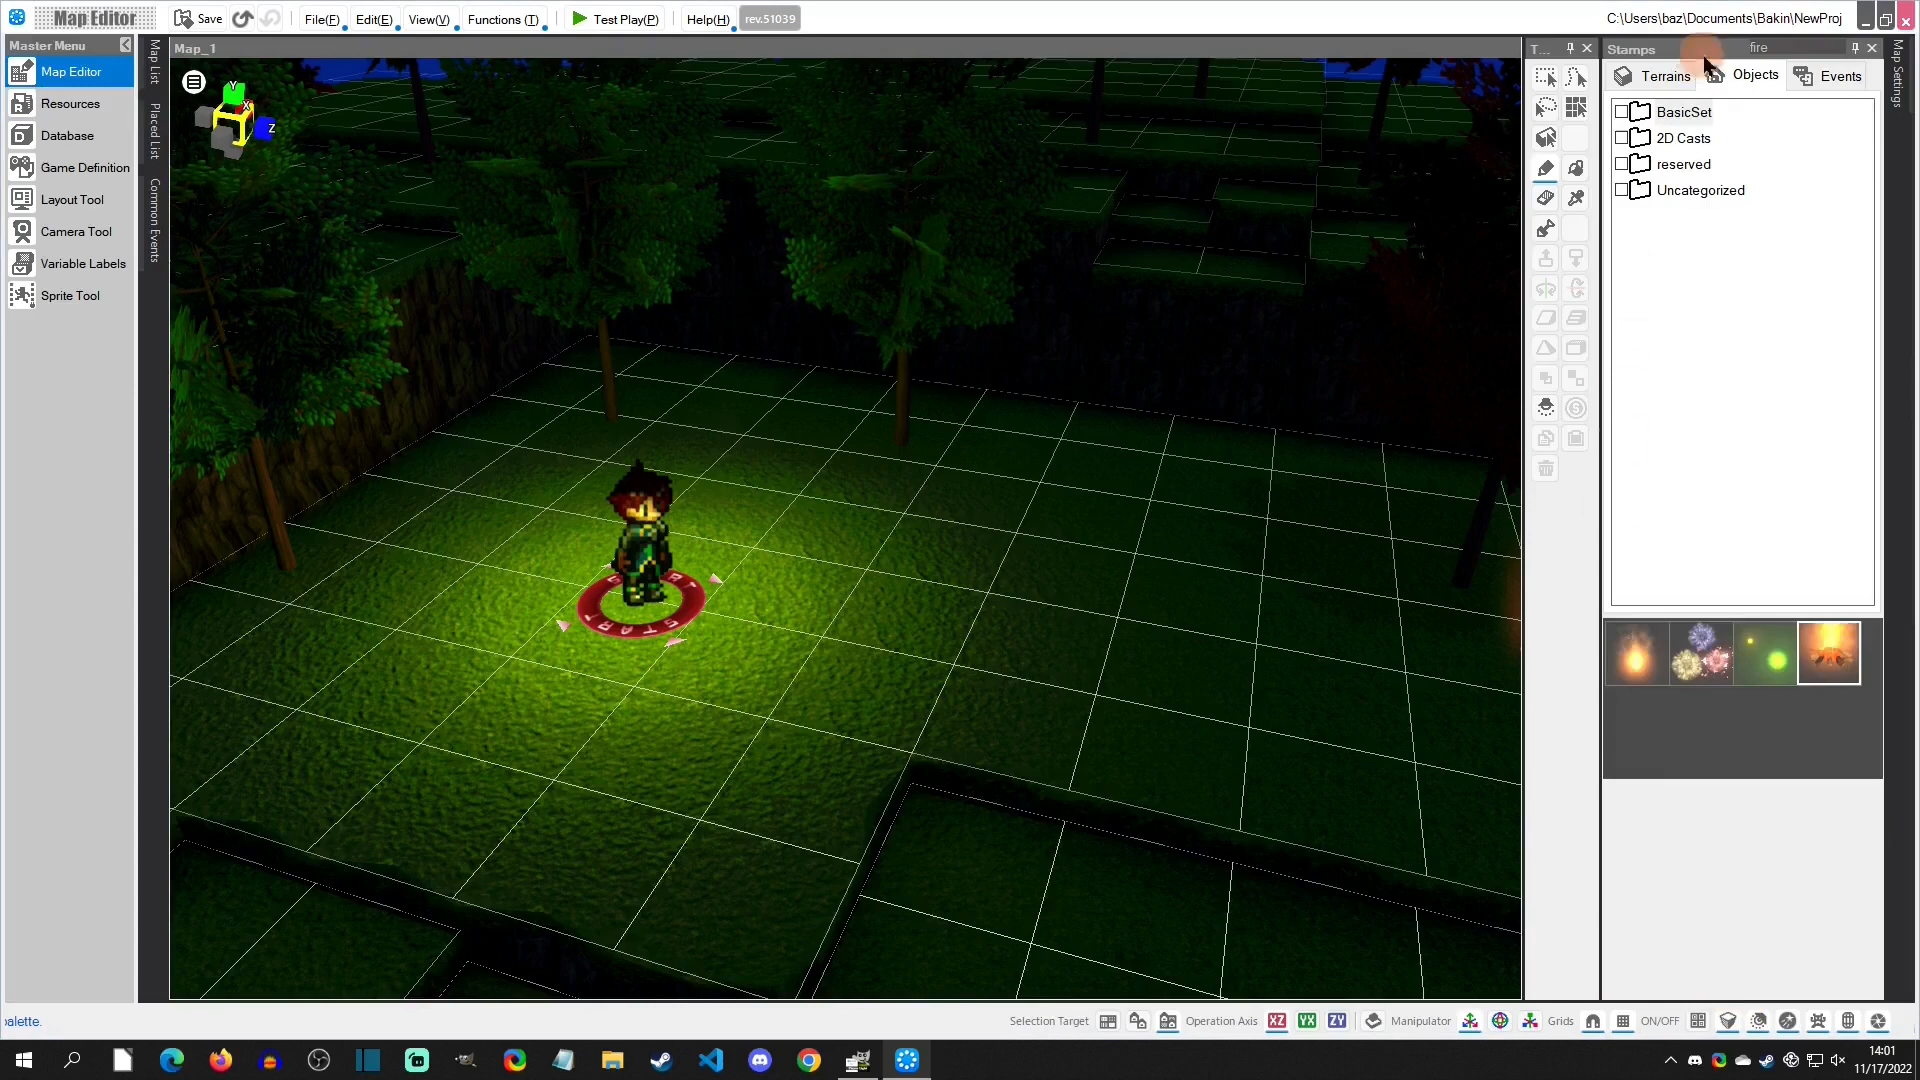 Map Editor
Save
File(F)
Edit(E)
View(V)
Functions (T)
Test Play(P)
Help(H)
rev.51039
C:\Users\baz\Documents\Bakin\NewProj
Master Menu
Map Editor
Resources
Database
Game Definition
Layout Tool
Camera Tool
Variable Labels
Sprite Tool
Map List
Placed List
Common Events
Map_1
Y
X
Z
START
START
T...
Stamps
fire
Terrains
Objects
Events
BasicSet
2D Casts
reserved
Uncategorized
Map Settings
palette.
Selection Target
Operation Axis
XZ
YX
ZY
Manipulator
Grids
ON/OFF
14:01
11/17/2022